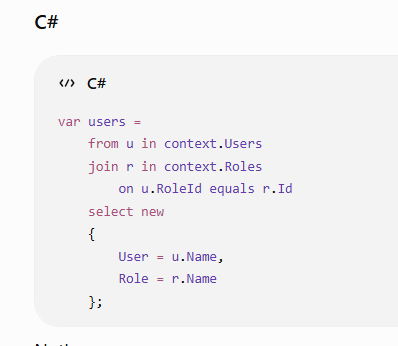 C#
</> C#
var users =
    from u in context.Users
    join r in context.Roles
        on u.RoleId equals r.Id
    select new
    {
        User = u.Name,
        Role = r.Name
    };